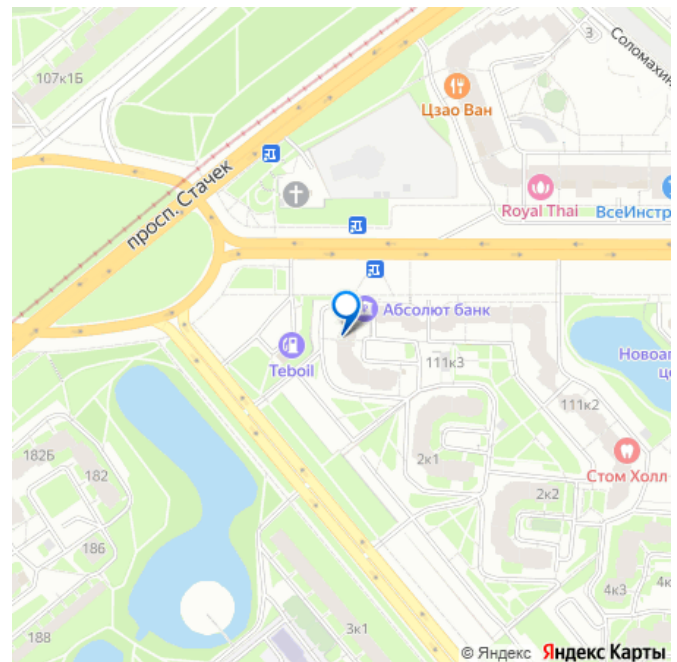 3
Соломахин
107к1Б
Цзао Ван
просп. Стачек
Royal Thai
ВсеИнстр
Абсолют банк
Teboil
111к3
Новоап
це
111к2
182Б
182
2к1
Стом Холл
2к2
186
4к3
4к
188
3к1
© Яндекс Яндекс Карты